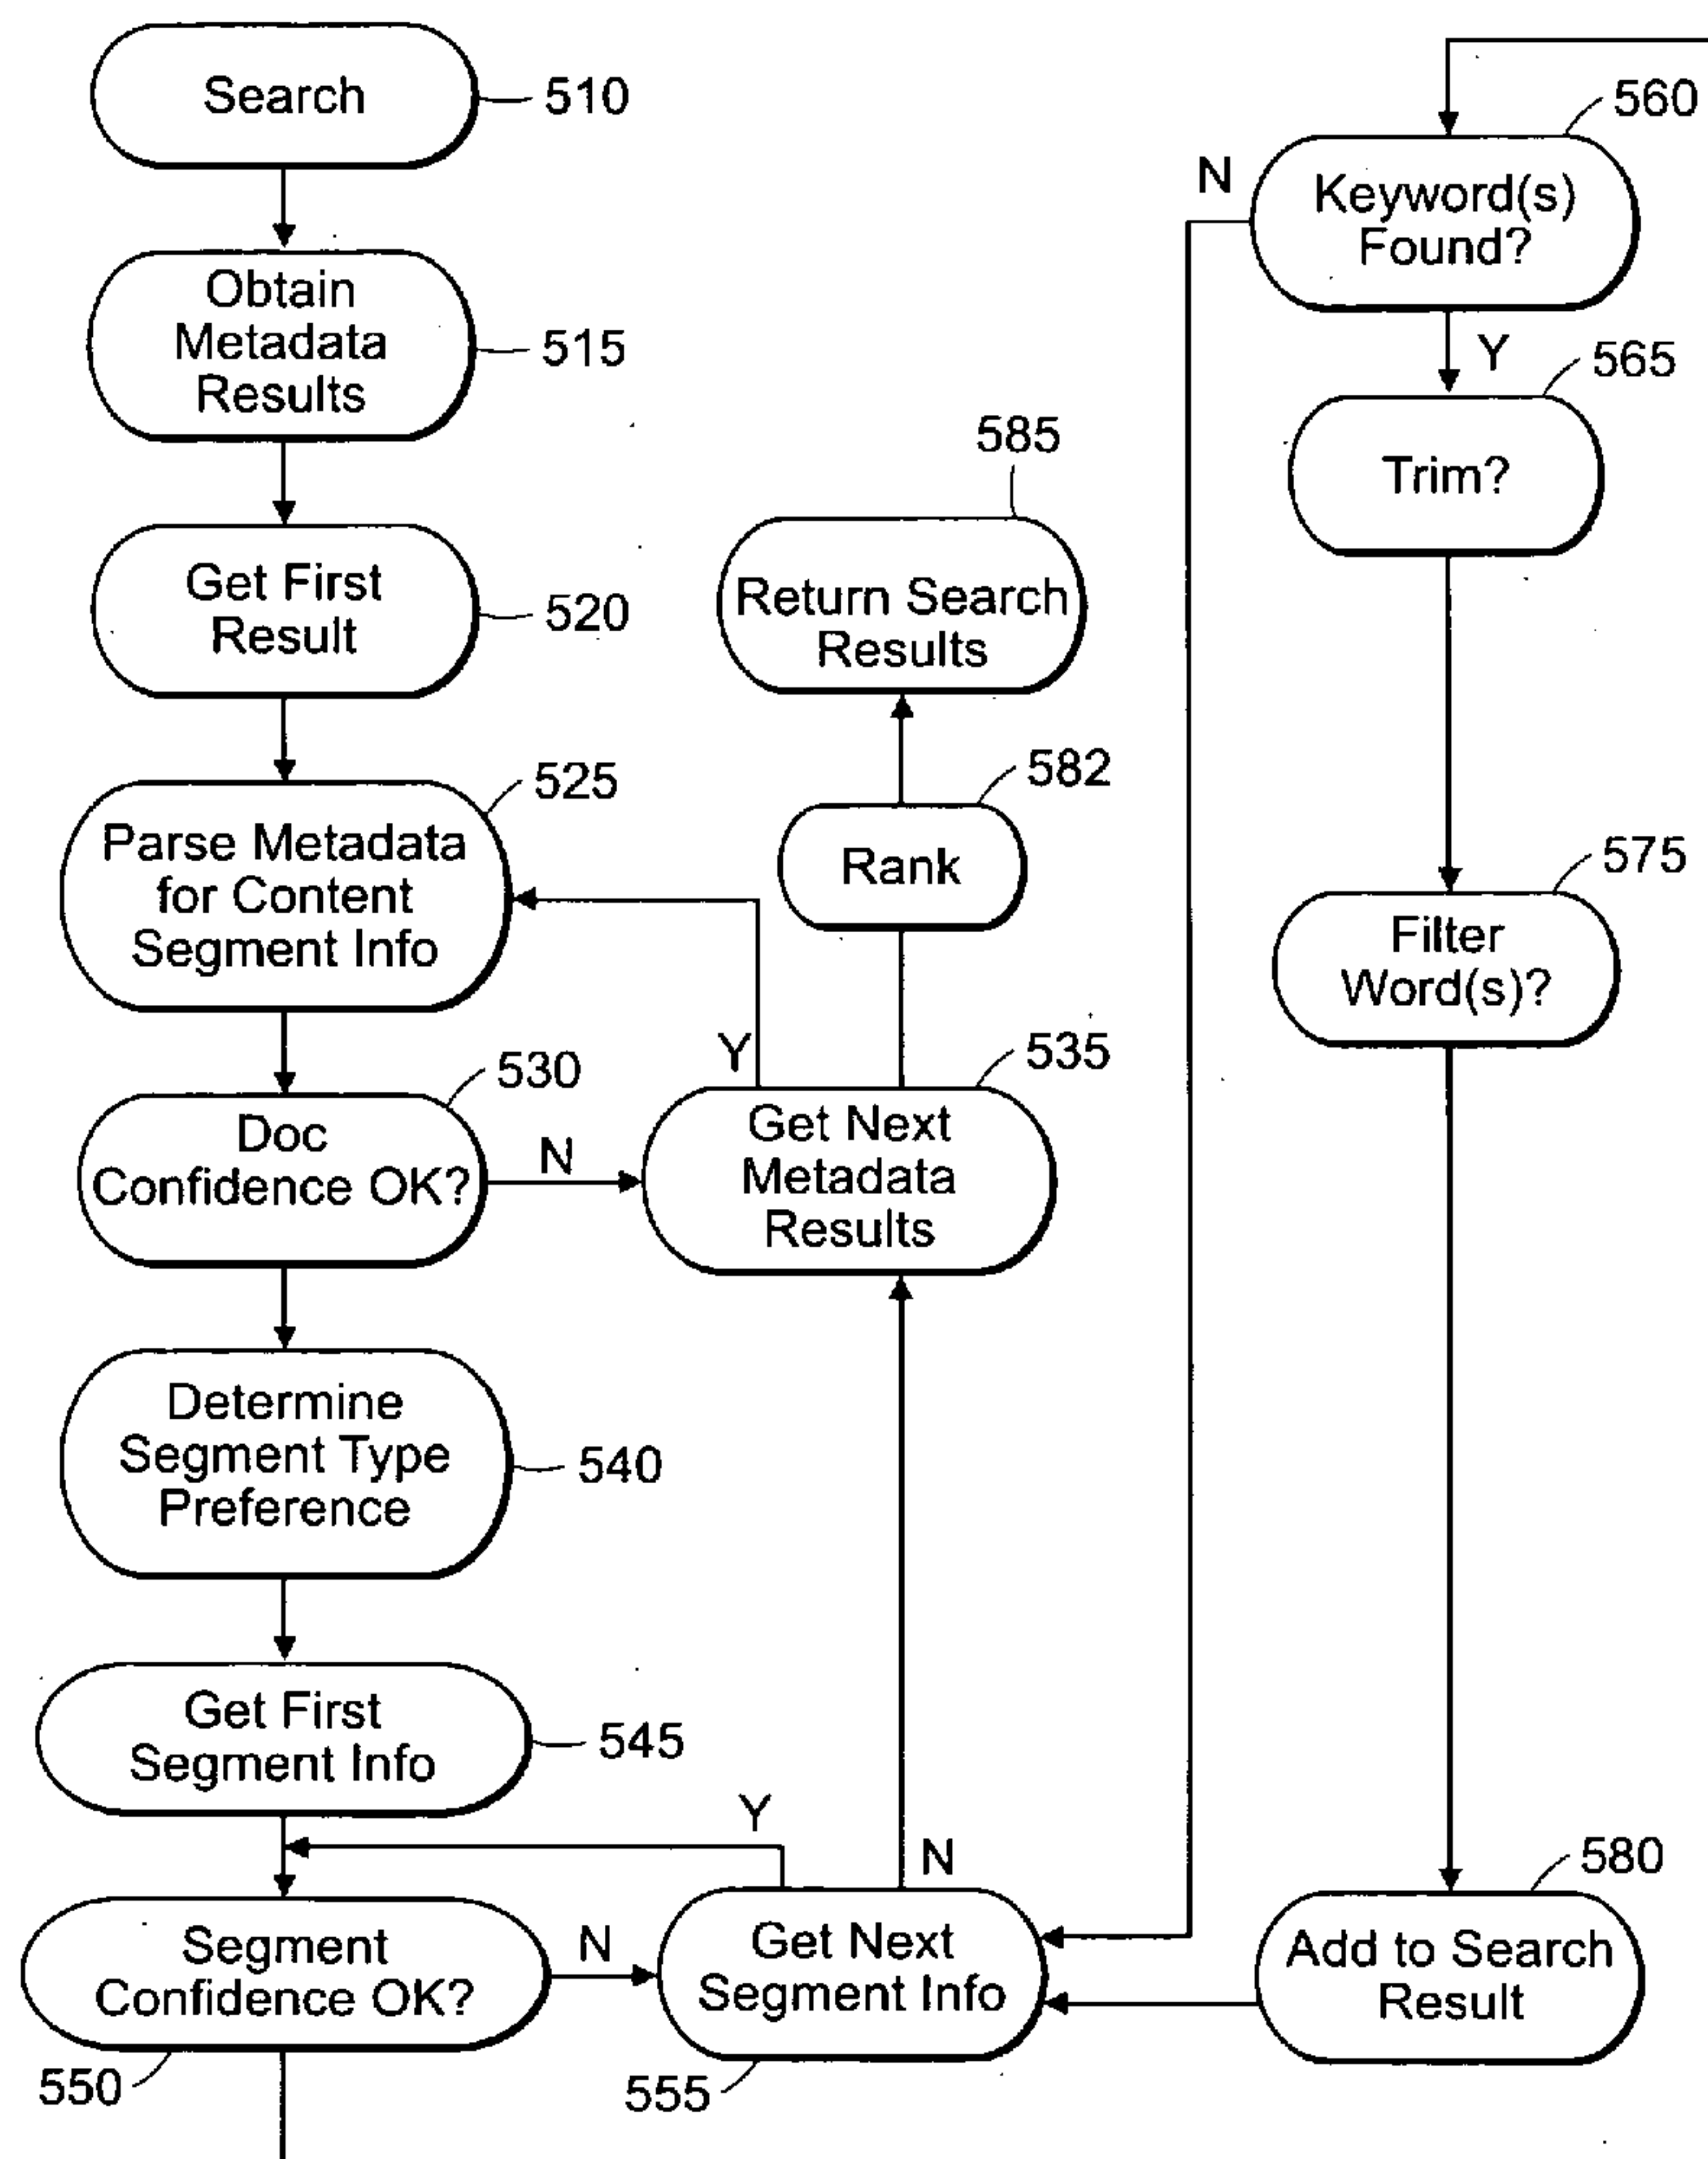 Search
510
Obtain
Metadata
Results
515
Get First
Result
520
Parse Metadata
for Content
Segment Info
525
Doc
Confidence OK?
530
N
Determine
Segment Type
Preference
540
Get First
Segment Info
545
Segment
Confidence OK?
550
N
585
Return Search
Results
582
Rank
Y
535
Get Next
Metadata
Results
Y
N
Get Next
Segment Info
555
560
N
Keyword(s)
Found?
Y
565
Trim?
575
Filter
Word(s)?
580
Add to Search
Result